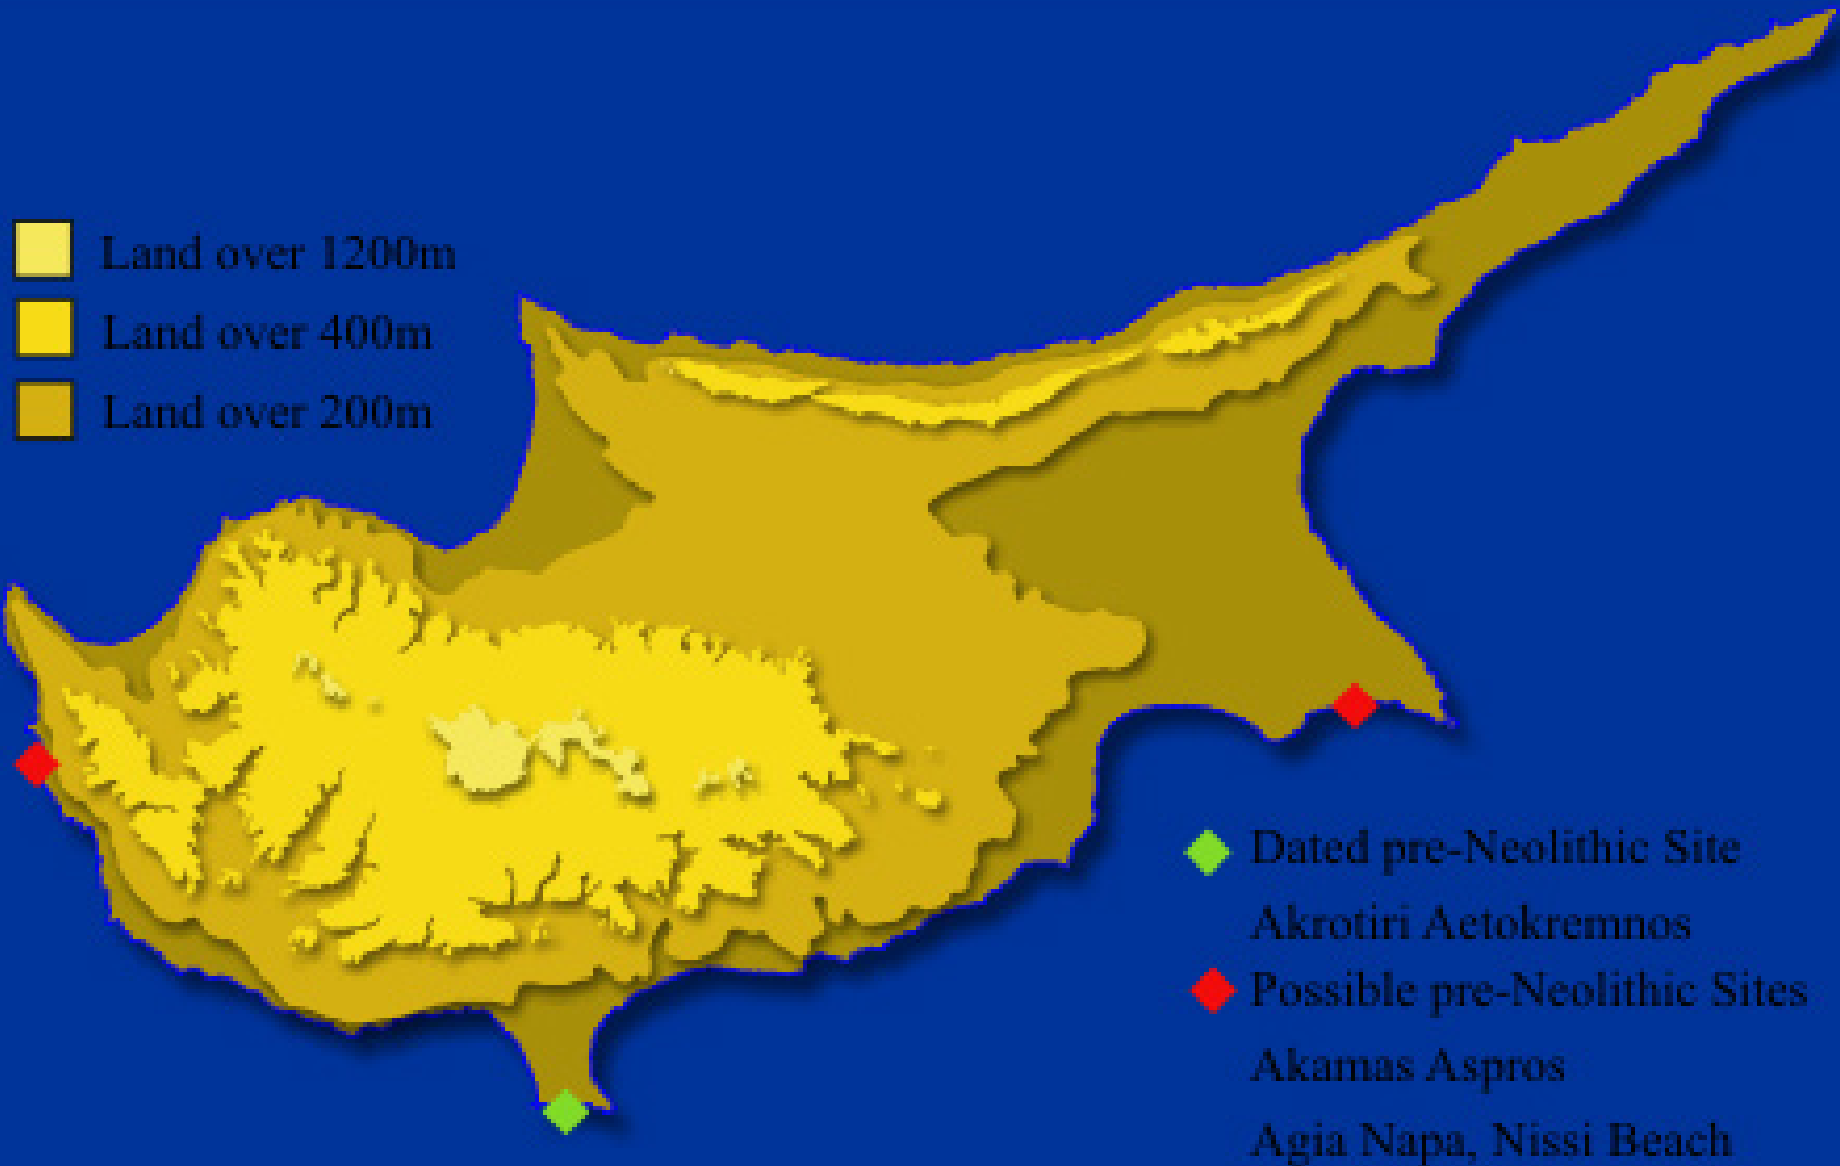 Land over 1200m
Land over 400m
Land over 200m
Dated pre-Neolithic Site
Akrotiri Aetokremnos
Possible pre-Neolithic Sites
Akamas Aspros
Agia Napa, Nissi Beach